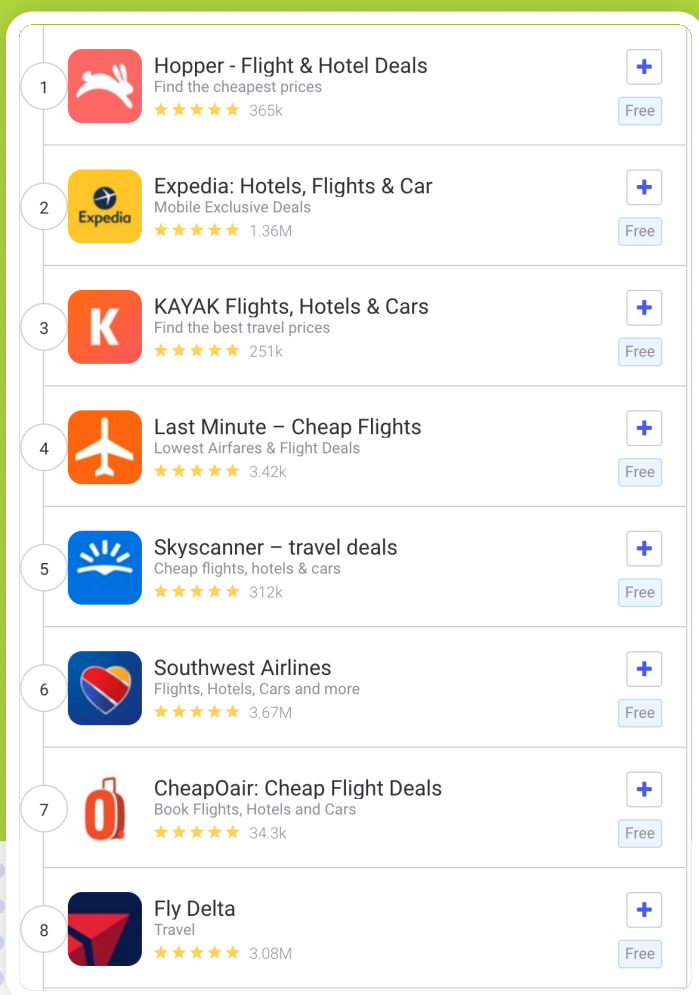 1
Hopper - Flight & Hotel Deals
Find the cheapest prices
365k
Free
2
Expedia
Expedia: Hotels, Flights & Car
Mobile Exclusive Deals
1.36M
Free
3
K
KAYAK Flights, Hotels & Cars
Find the best travel prices
251k
Free
4
Last Minute – Cheap Flights
Lowest Airfares & Flight Deals
3.42k
Free
5
Skyscanner – travel deals
Cheap flights, hotels & cars
312k
Free
6
Southwest Airlines
Flights, Hotels, Cars and more
3.67M
Free
7
CheapOair: Cheap Flight Deals
Book Flights, Hotels and Cars
34.3k
Free
8
Fly Delta
Travel
3.08M
Free